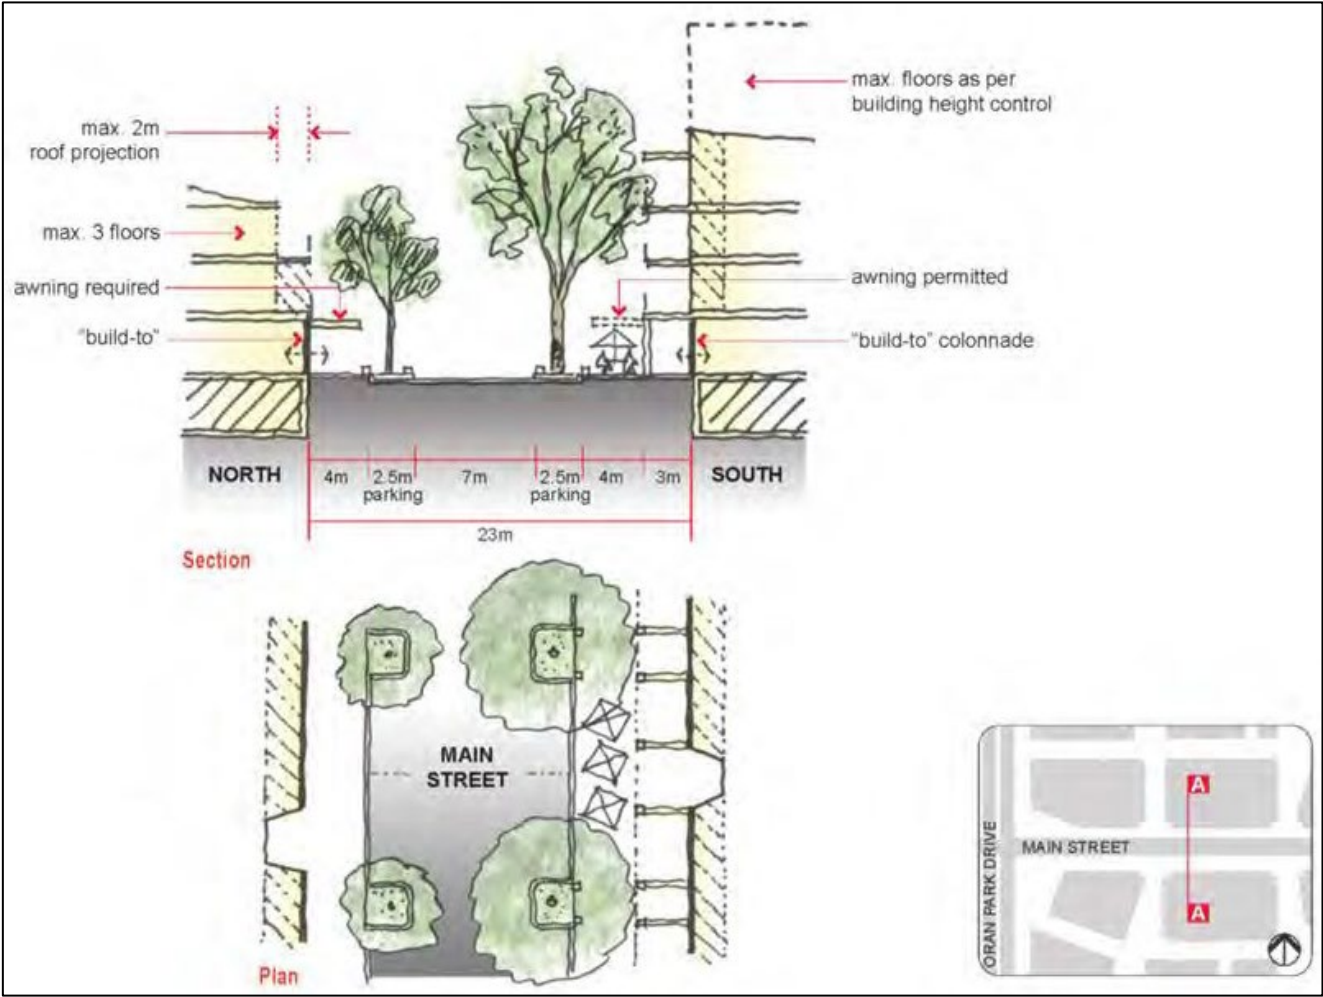 max. floors as per
building height control
max. 2m
roof projection
max. 3 floors
awning required
awning permitted
"build-to"
"build-to" colonnade
NORTH
4m
2.5m
parking
7m
2.5m
parking
4m
3m
SOUTH
23m
Section
MAIN
STREET
Plan
A
MAIN STREET
A
ORAN PARK DRIVE